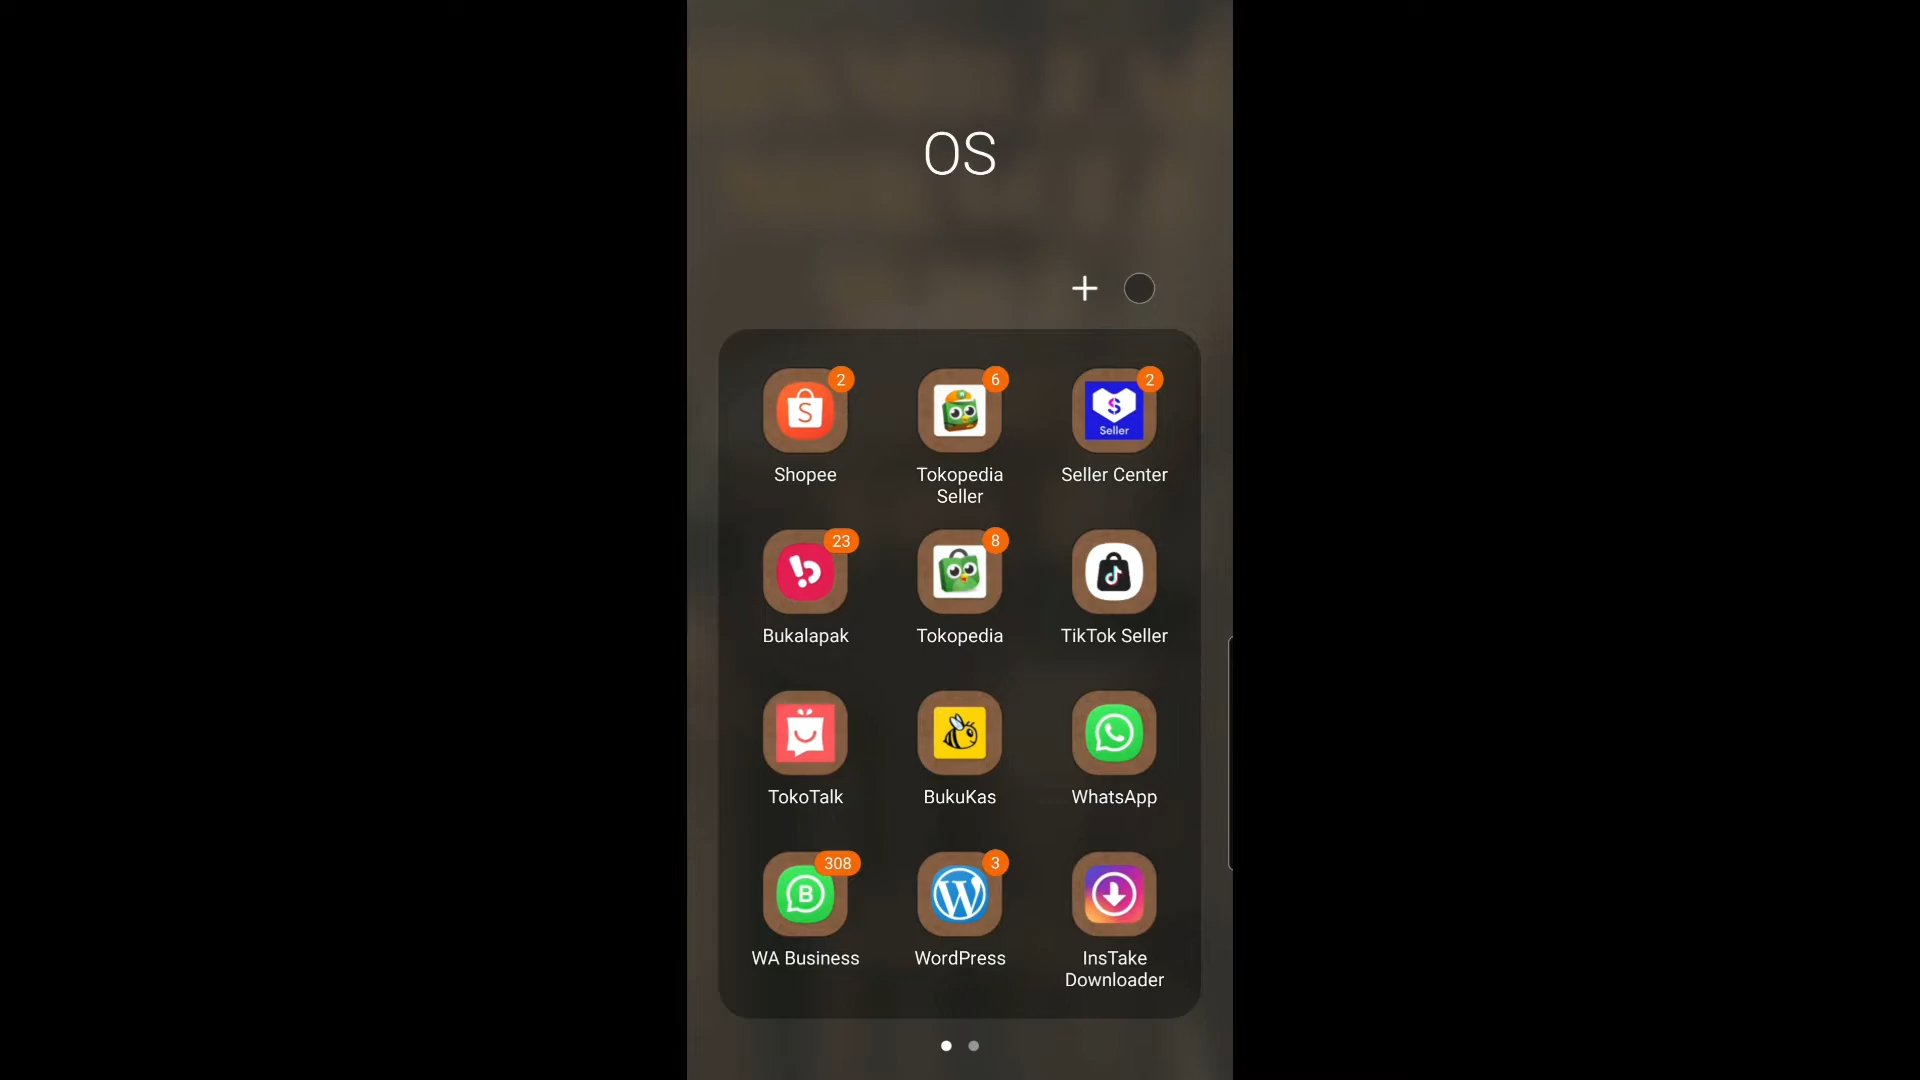 OS
2
6
2
S
$
Seller
Shopee
Tokopedia
Seller
Seller Center
23
8
Bukalapak
Tokopedia
TikTok Seller
TokoTalk
BukuKas
WhatsApp
308
3
B
W
WA Business
WordPress
InsTake
Downloader